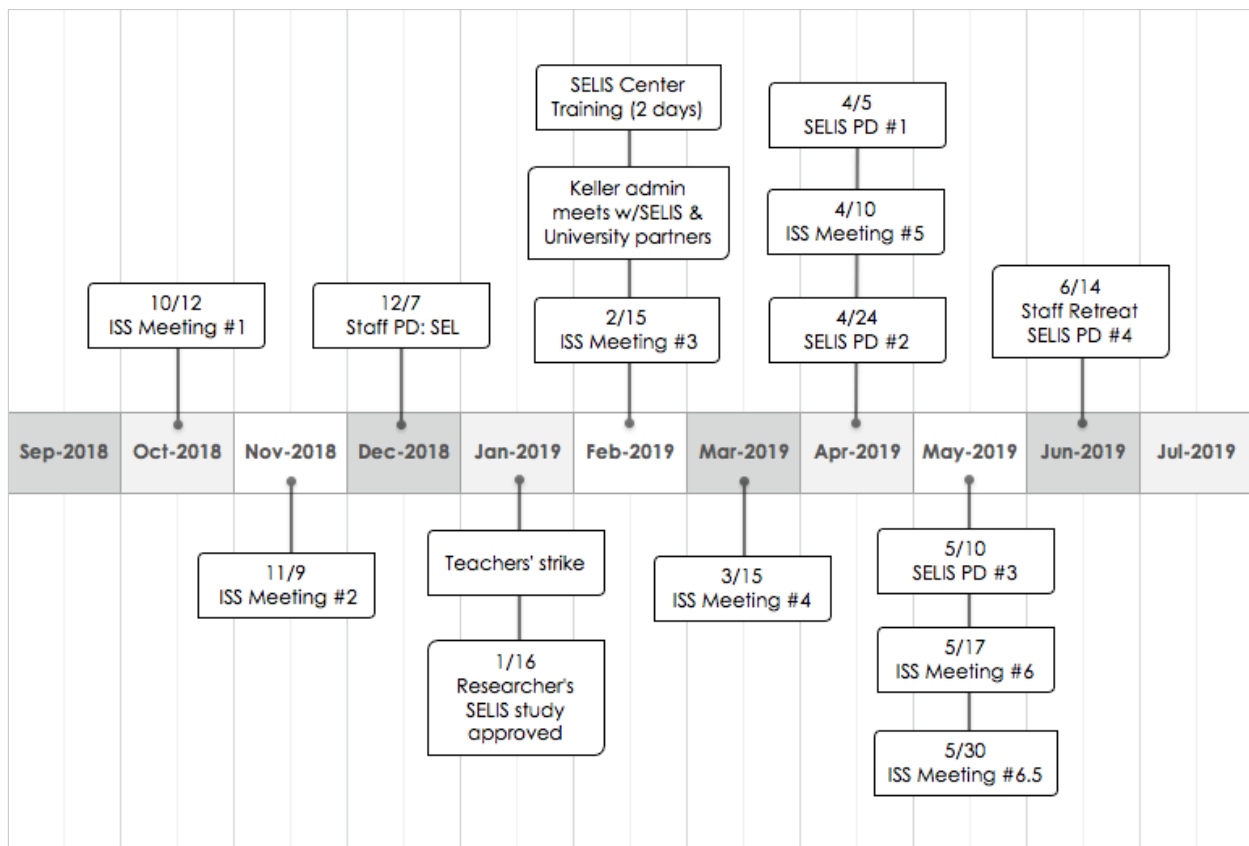 SELIS Center
Training (2 days)
Keller admin
meets w/SELIS &
University partners
2/15
ISS Meeting #3
4/5
SELIS PD #1
4/10
ISS Meeting #5
4/24
SELIS PD #2
10/12
ISS Meeting #1
12/7
Staff PD: SEL
6/14
Staff Retreat
SELIS PD #4
Sep-2018 Oct-2018 Nov-2018 Dec-2018 Jan-2019 Feb-2019 Mar-2019 Apr-2019 May-2019 Jun-2019 Jul-2019
11/9
ISS Meeting #2
Teachers' strike
1/16
Researcher's
SELIS study
approved
3/15
ISS Meeting #4
5/10
SELIS PD #3
5/17
ISS Meeting #6
5/30
ISS Meeting #6.5